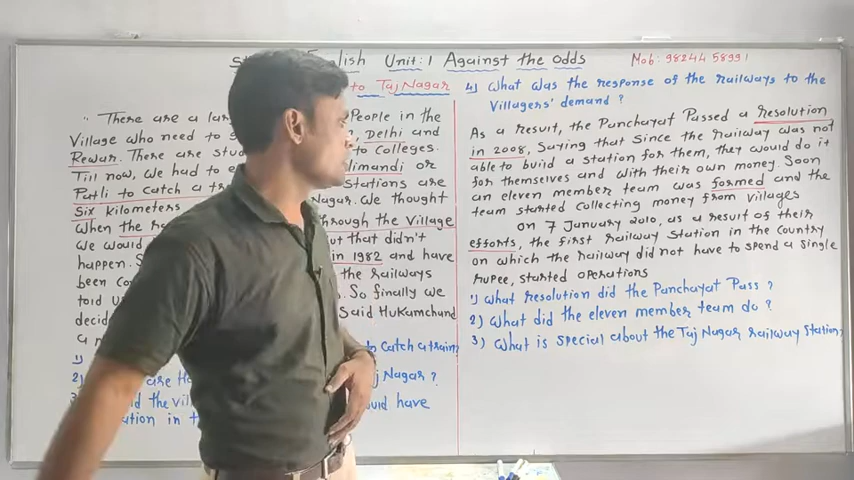 English Unit: 1 Against the odds
Mob: 98244 58991
to Taj Nagar
" There are a People in the
Village who need to Delhi and
Rewari. There are to Colleges.
Till now, we had to or
Patli to catch a Stations are
Six kilometers Nagar. We thought
When the through the Village
We would but that didn't
happen. in 1982 and have
been the railways
told So finally we
Said Hukamchand
a
1) to catch a train?
2) are Nagar?
the would have
in
4) What was the response of the railways to the
Villagers' demand ?
As a result, the Panchayat Passed a resolution
in 2008, Saying that Since the railway was not
able to build a station for them, they would do it
for themselves and with their own money. Soon
an eleven member team was formed and the
team started collecting money from villages
on 7 January 2010, as a result of their
efforts, the first railway Station in the Country
on which the railway did not have to spend a single
rupee, started operations
1) What resolution did the Panchayat Pass ?
2) What did the eleven member team do ?
3) What is special about the Taj Nagar railway Station?